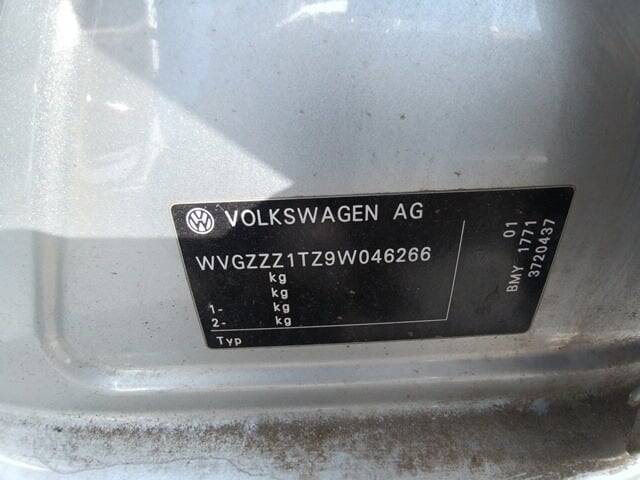 VOLKSWAGEN AG
WVGZZZ1TZ9W046266
kg
kg
1- kg
2- kg
Typ
01
BMY 1771
3720437